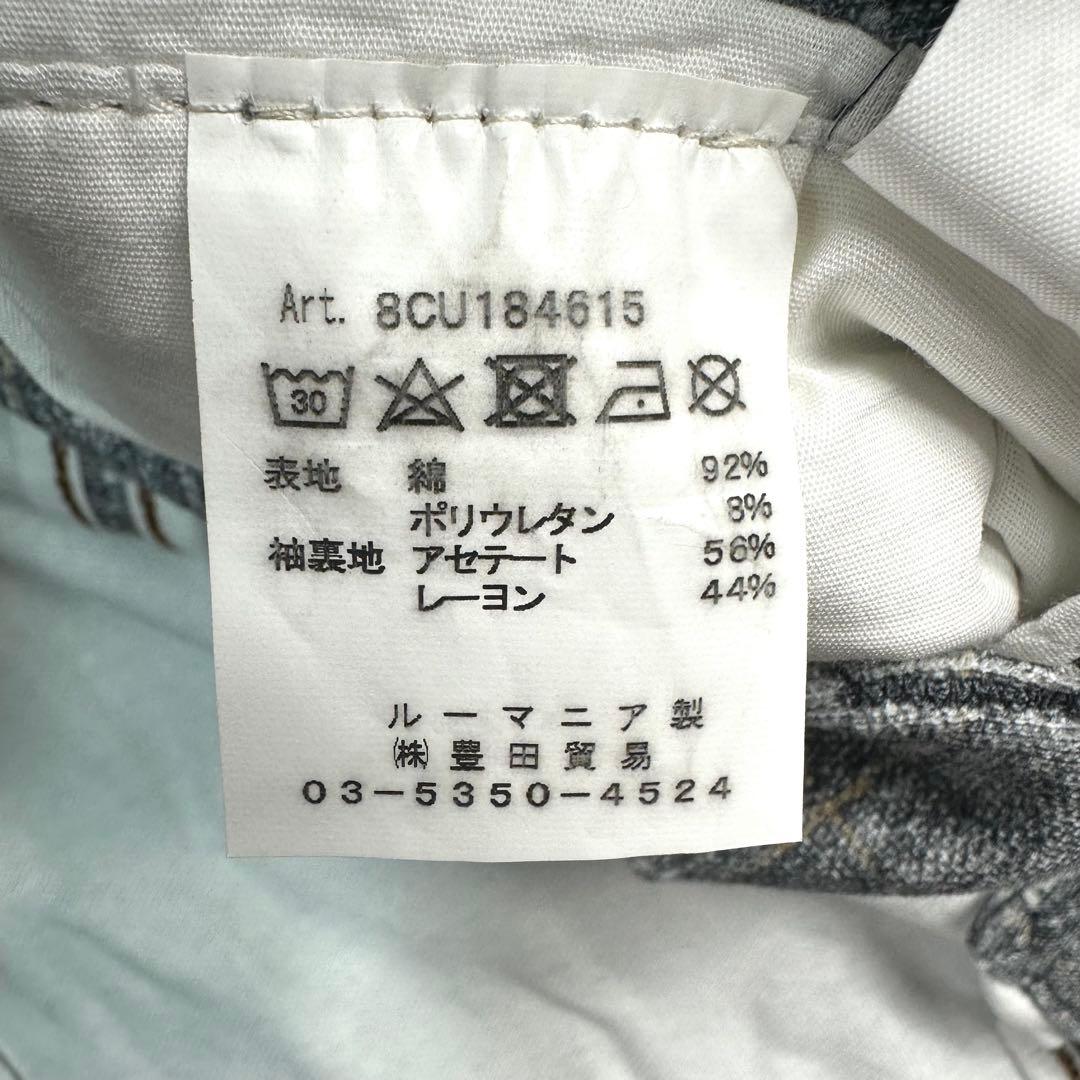 Art. 8CU184615
30
表地 綿 92%
ポリウレタン 8%
袖裏地 アセテート 56%
レーヨン 44%
ルーマニア製
㈱豊田貿易
03-5350-4524